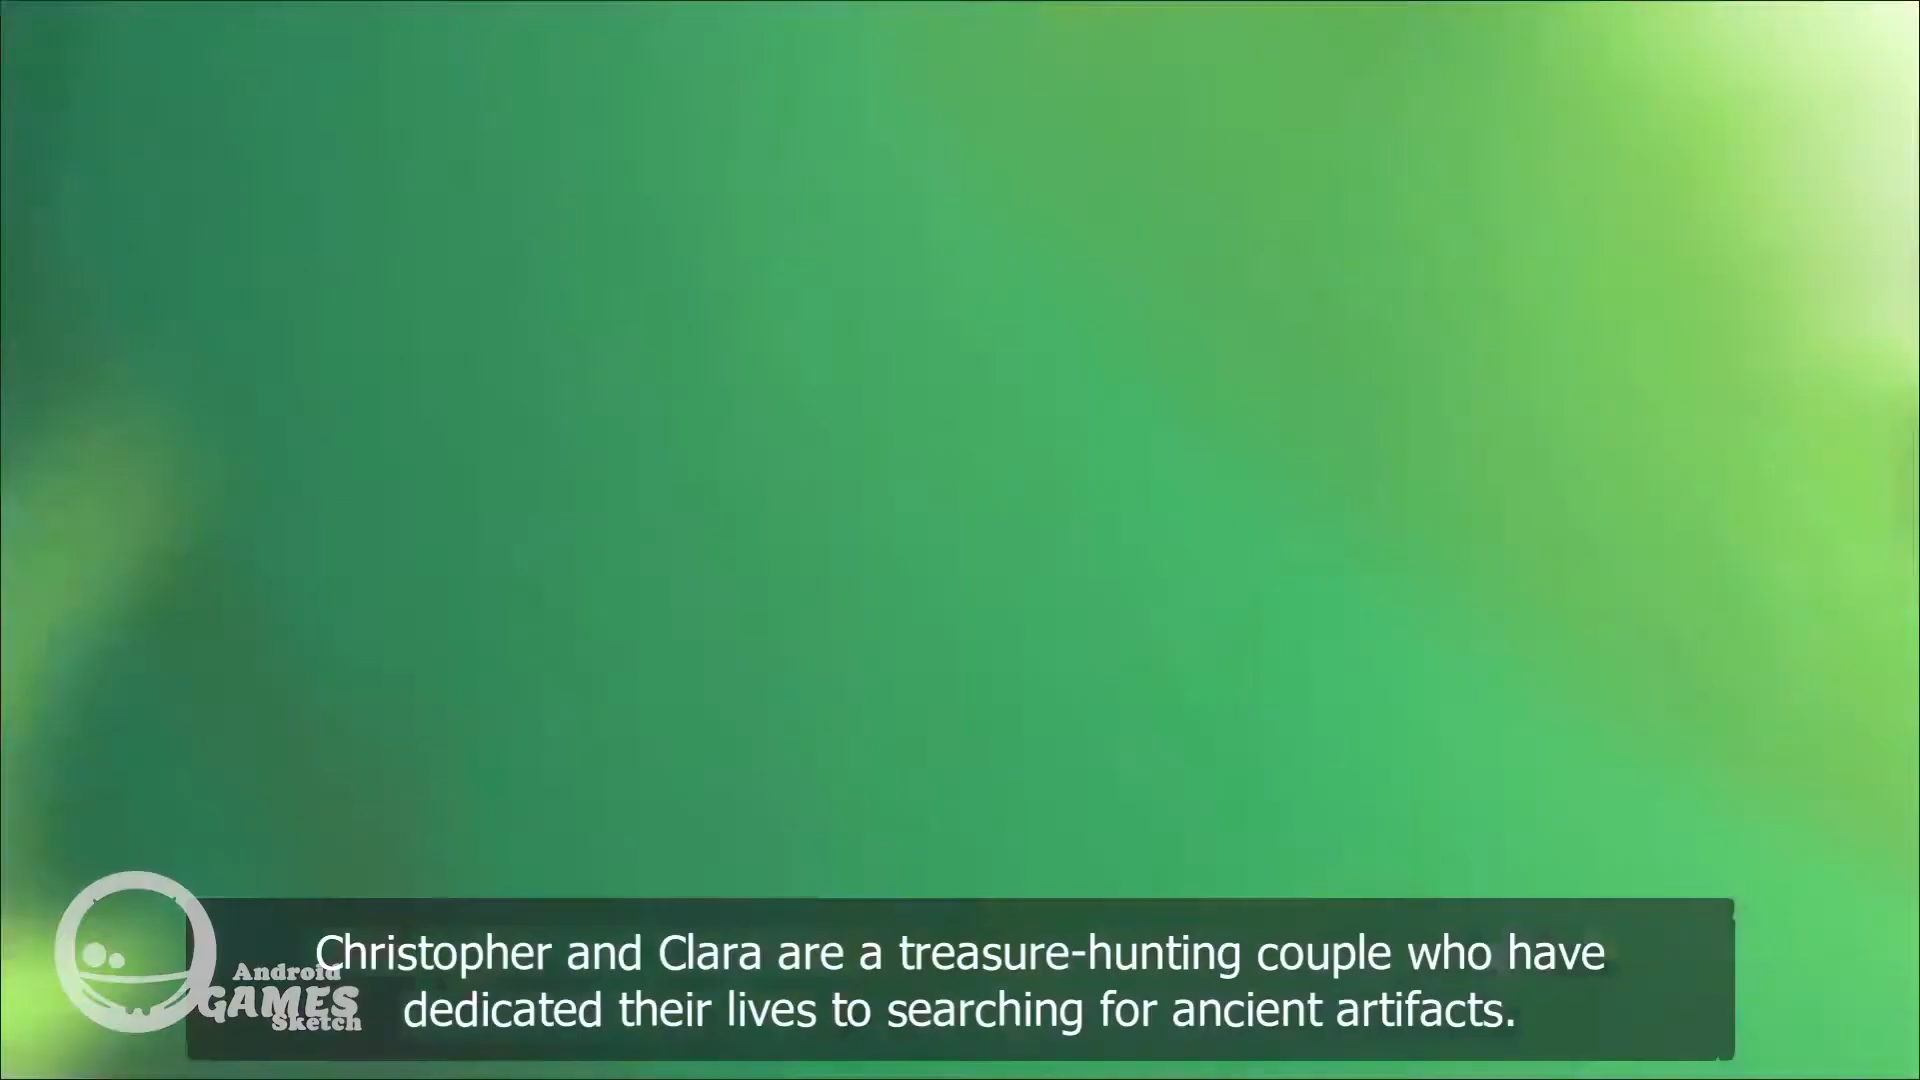 Christopher and Clara are a treasure-hunting couple who have
dedicated their lives to searching for ancient artifacts.
Android
GAMES
Sketch